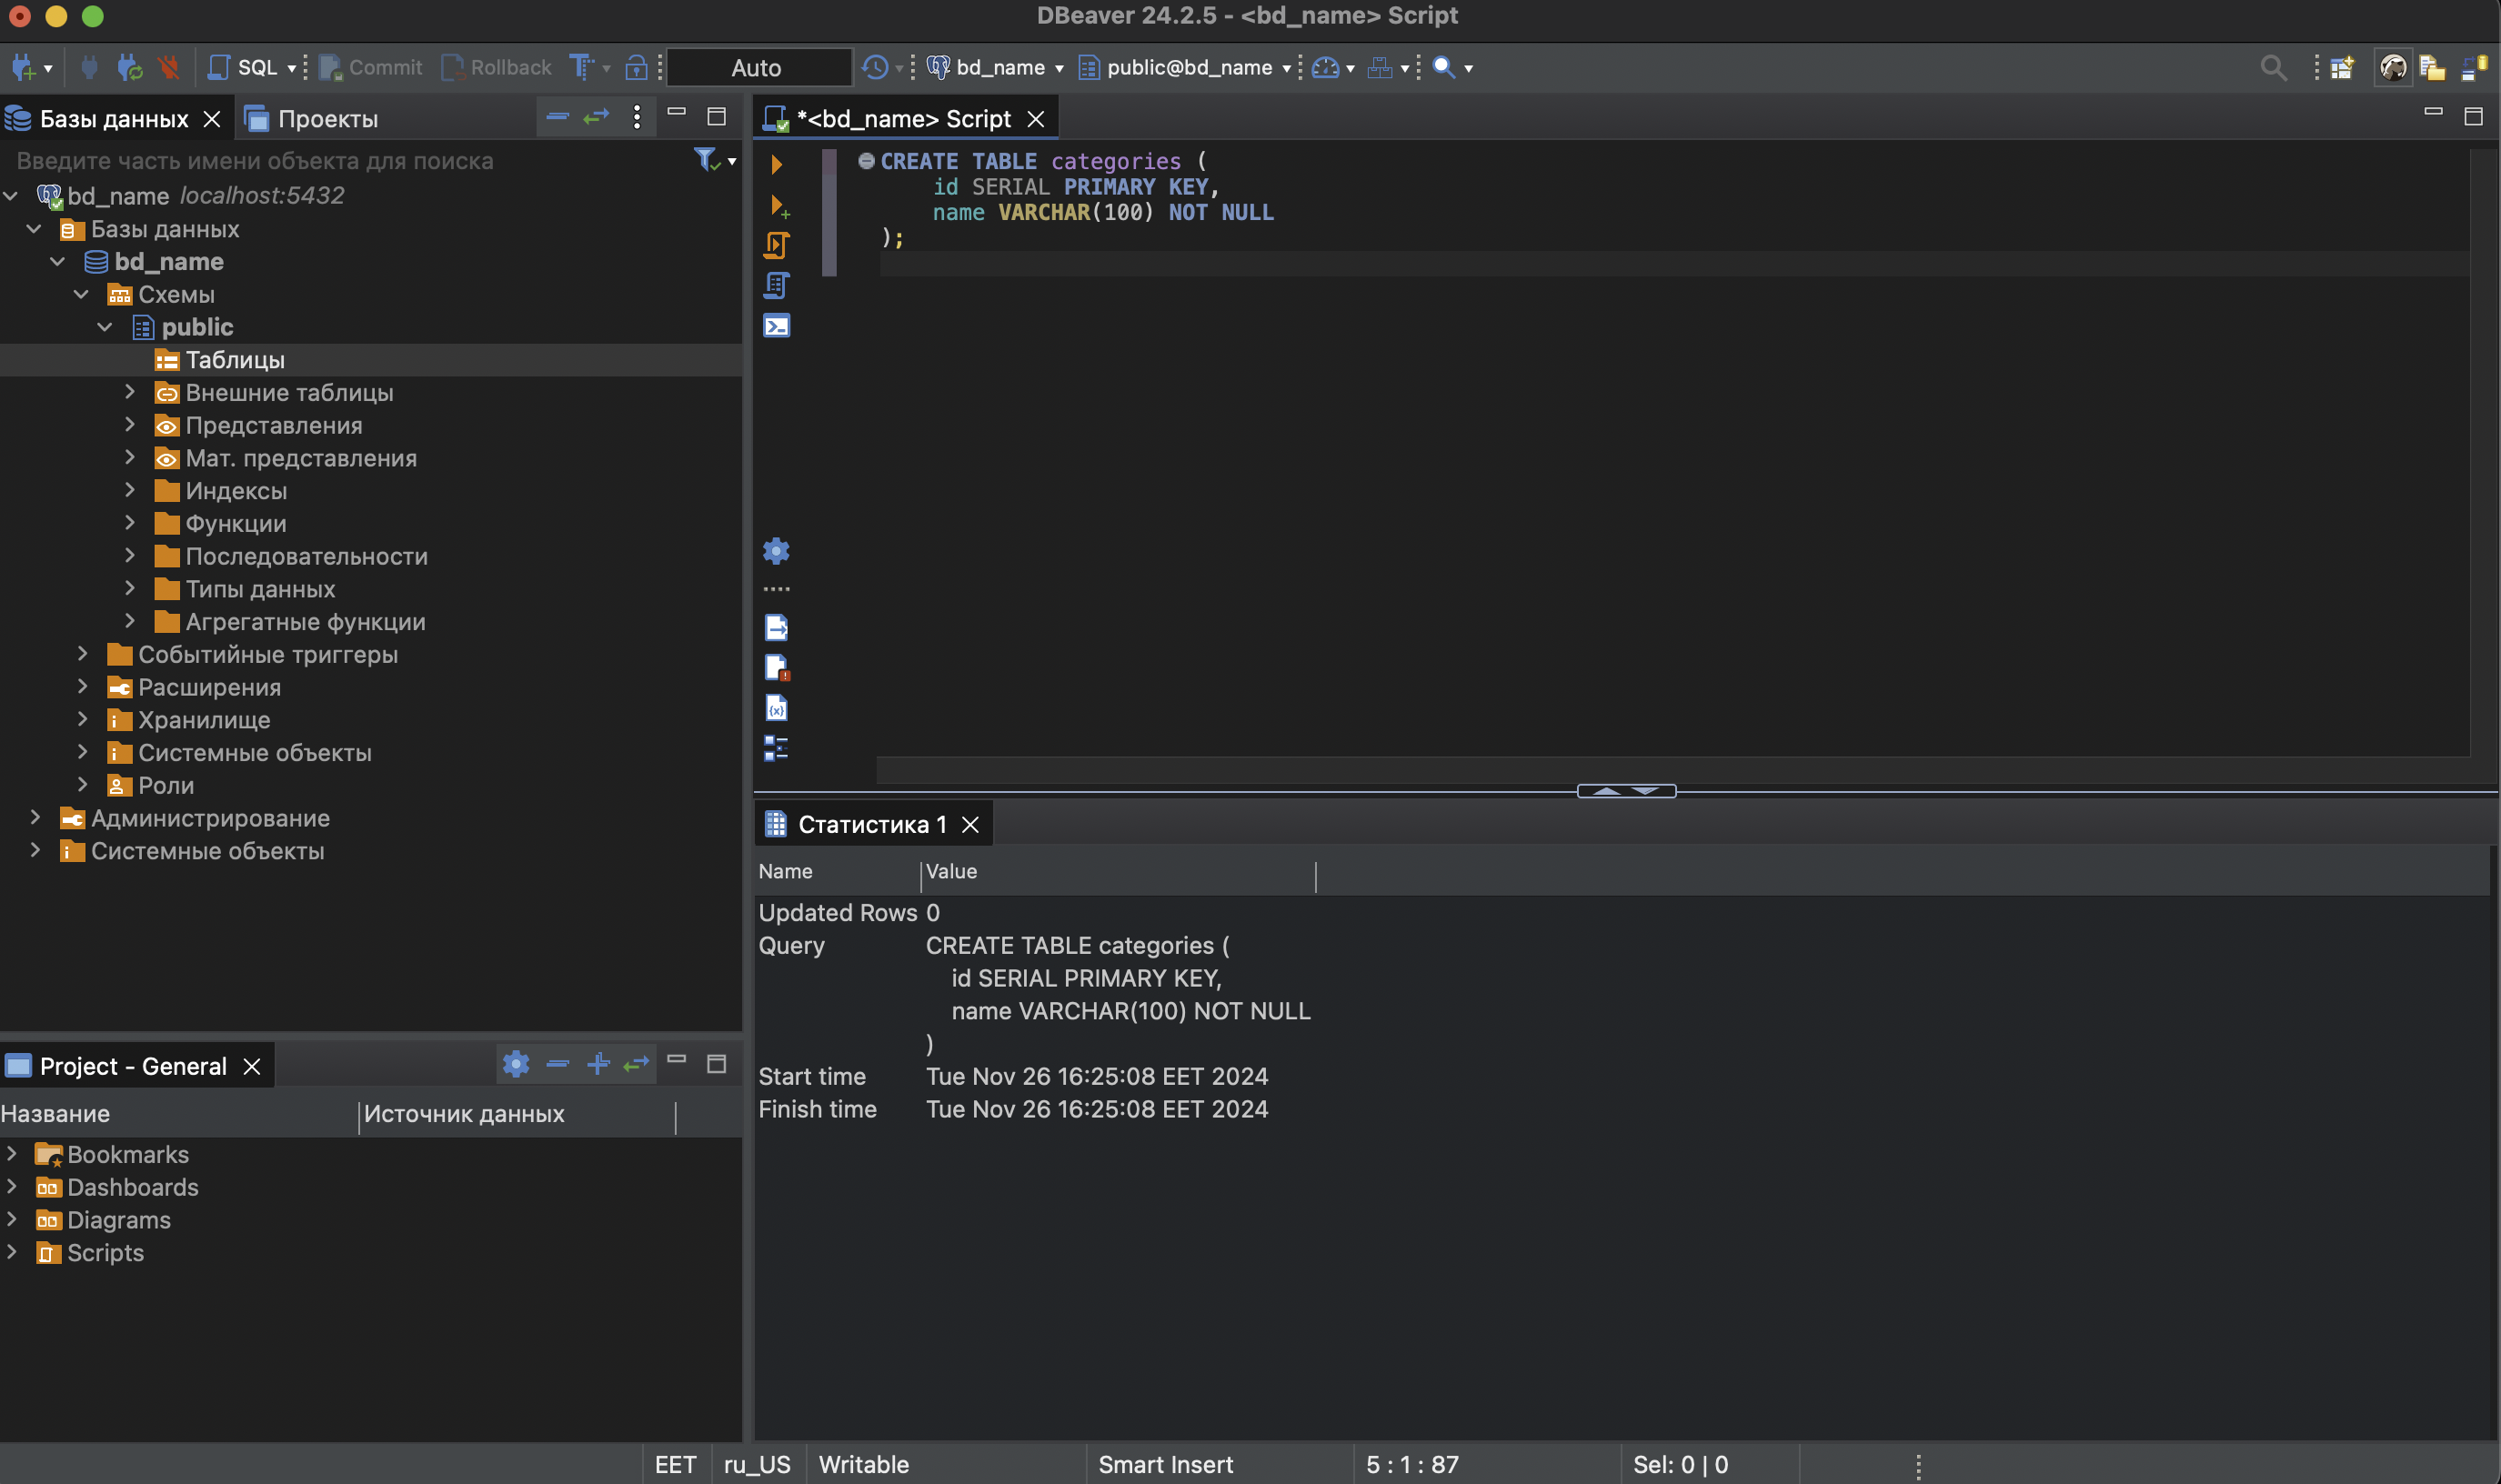 DBeaver 24.2.5 - <bd_name> Script
SQL Commit Rollback Auto bd_name public@bd_name
Базы данных Проекты
Введите часть имени объекта для поиска
bd_name localhost:5432
Базы данных
bd_name
Схемы
public
Таблицы
Внешние таблицы
Представления
Мат. представления
Индексы
Функции
Последовательности
Типы данных
Агрегатные функции
Событийные триггеры
Расширения
Хранилище
Системные объекты
Роли
Администрирование
Системные объекты
Project - General
Название Источник данных
Bookmarks
Dashboards
Diagrams
Scripts
*<bd_name> Script
CREATE TABLE categories (
id SERIAL PRIMARY KEY,
name VARCHAR(100) NOT NULL
);
Статистика 1
Name Value
Updated Rows 0
Query CREATE TABLE categories (
id SERIAL PRIMARY KEY,
name VARCHAR(100) NOT NULL
)
Start time Tue Nov 26 16:25:08 EET 2024
Finish time Tue Nov 26 16:25:08 EET 2024
EET ru_US Writable Smart Insert 5 : 1 : 87 Sel: 0 | 0